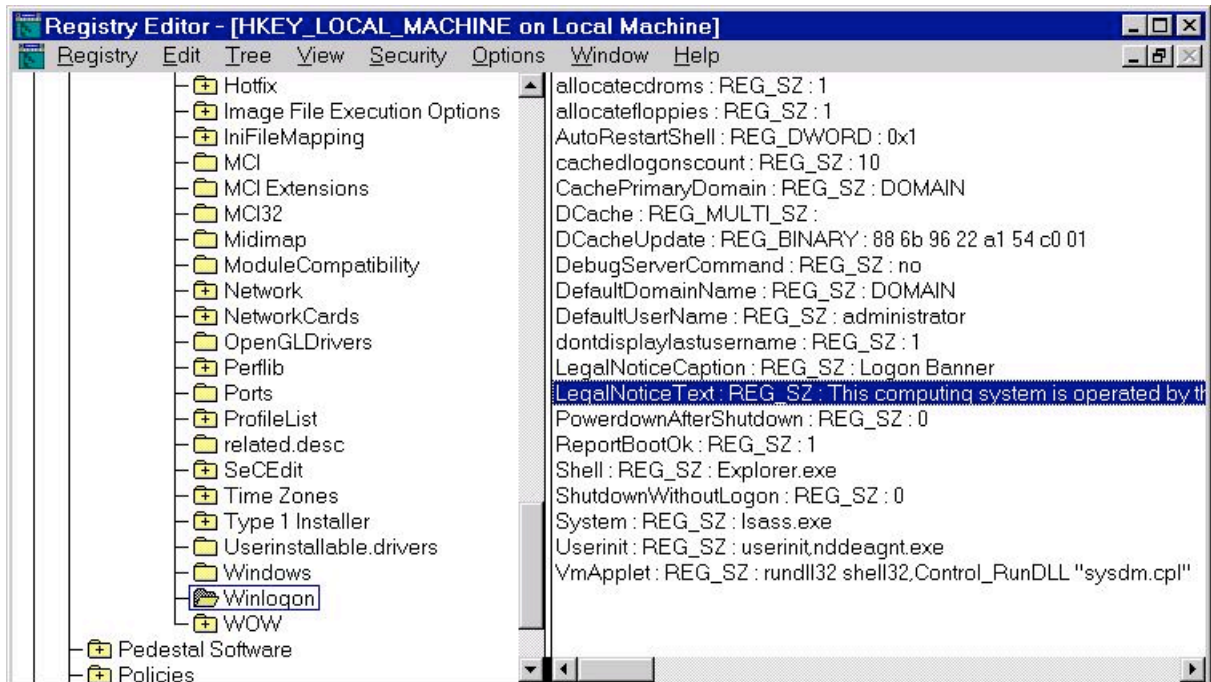 Registry Editor - [HKEY_LOCAL_MACHINE on Local Machine]
Registry Edit Tree View Security Options Window Help
Hotfix
Image File Execution Options
IniFileMapping
MCI
MCI Extensions
MCI32
Midimap
ModuleCompatibility
Network
NetworkCards
OpenGLDrivers
Perflib
Ports
ProfileList
related.desc
SeCEdit
Time Zones
Type 1 Installer
Userinstallable.drivers
Windows
Winlogon
WOW
Pedestal Software
Policies
allocatecdroms : REG_SZ : 1
allocatefloppies : REG_SZ : 1
AutoRestartShell : REG_DWORD : 0x1
cachedlogonscount : REG_SZ : 10
CachePrimaryDomain : REG_SZ : DOMAIN
DCache : REG_MULTI_SZ :
DCacheUpdate : REG_BINARY : 88 6b 96 22 a1 54 c0 01
DebugServerCommand : REG_SZ : no
DefaultDomainName : REG_SZ : DOMAIN
DefaultUserName : REG_SZ : administrator
dontdisplaylastusername : REG_SZ : 1
LegalNoticeCaption : REG_SZ : Logon Banner
LegalNoticeText : REG_SZ : This computing system is operated by th
PowerdownAfterShutdown : REG_SZ : 0
ReportBootOk : REG_SZ : 1
Shell : REG_SZ : Explorer.exe
ShutdownWithoutLogon : REG_SZ : 0
System : REG_SZ : lsass.exe
Userinit : REG_SZ : userinit,nddeagnt.exe
VmApplet : REG_SZ : rundll32 shell32,Control_RunDLL "sysdm.cpl"